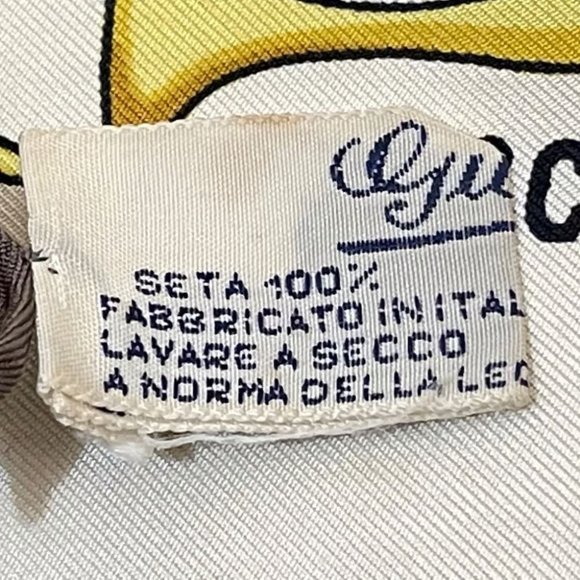 SETA 100%
FABBRICATO IN ITAL
LAVARE A SECCO
A NORMA DELLA LEG